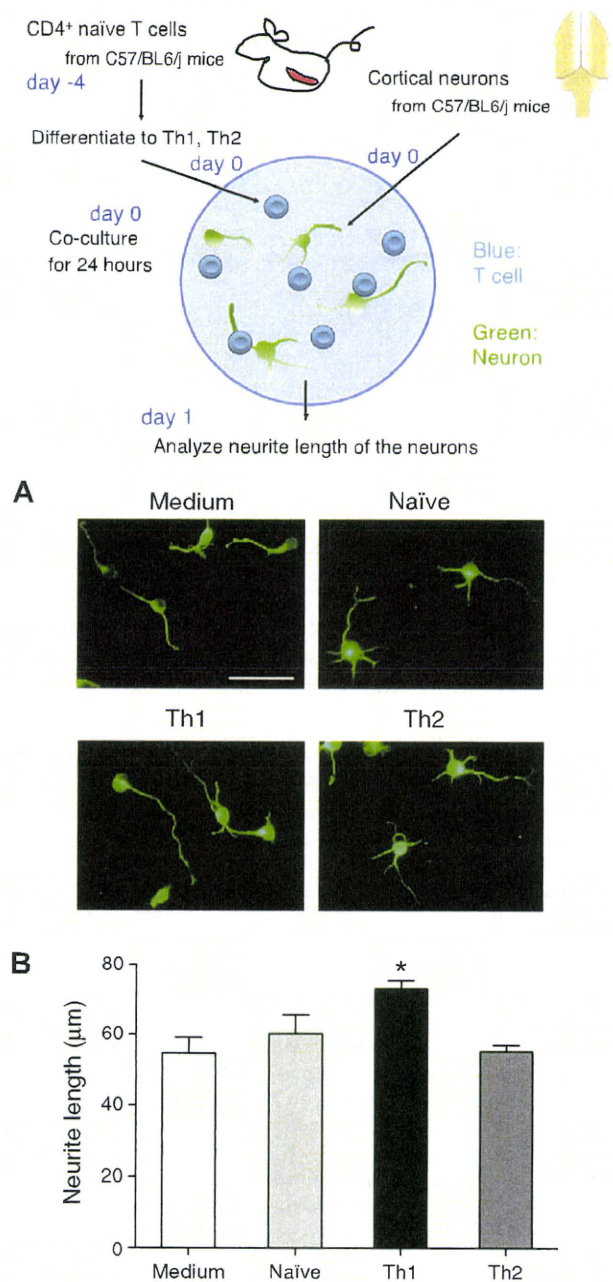 CD4+ naïve T cells
from C57/BL6/j mice
day -4
Cortical neurons
from C57/BL6/j mice
Differentiate to Th1, Th2
day 0
day 0
day 0
Co-culture
for 24 hours
Blue:
T cell
Green:
Neuron
day 1
Analyze neurite length of the neurons
A
Medium
Naïve
Th1
Th2
B
Neurite length (μm)
80
60
40
20
0
*
Medium
Naïve
Th1
Th2